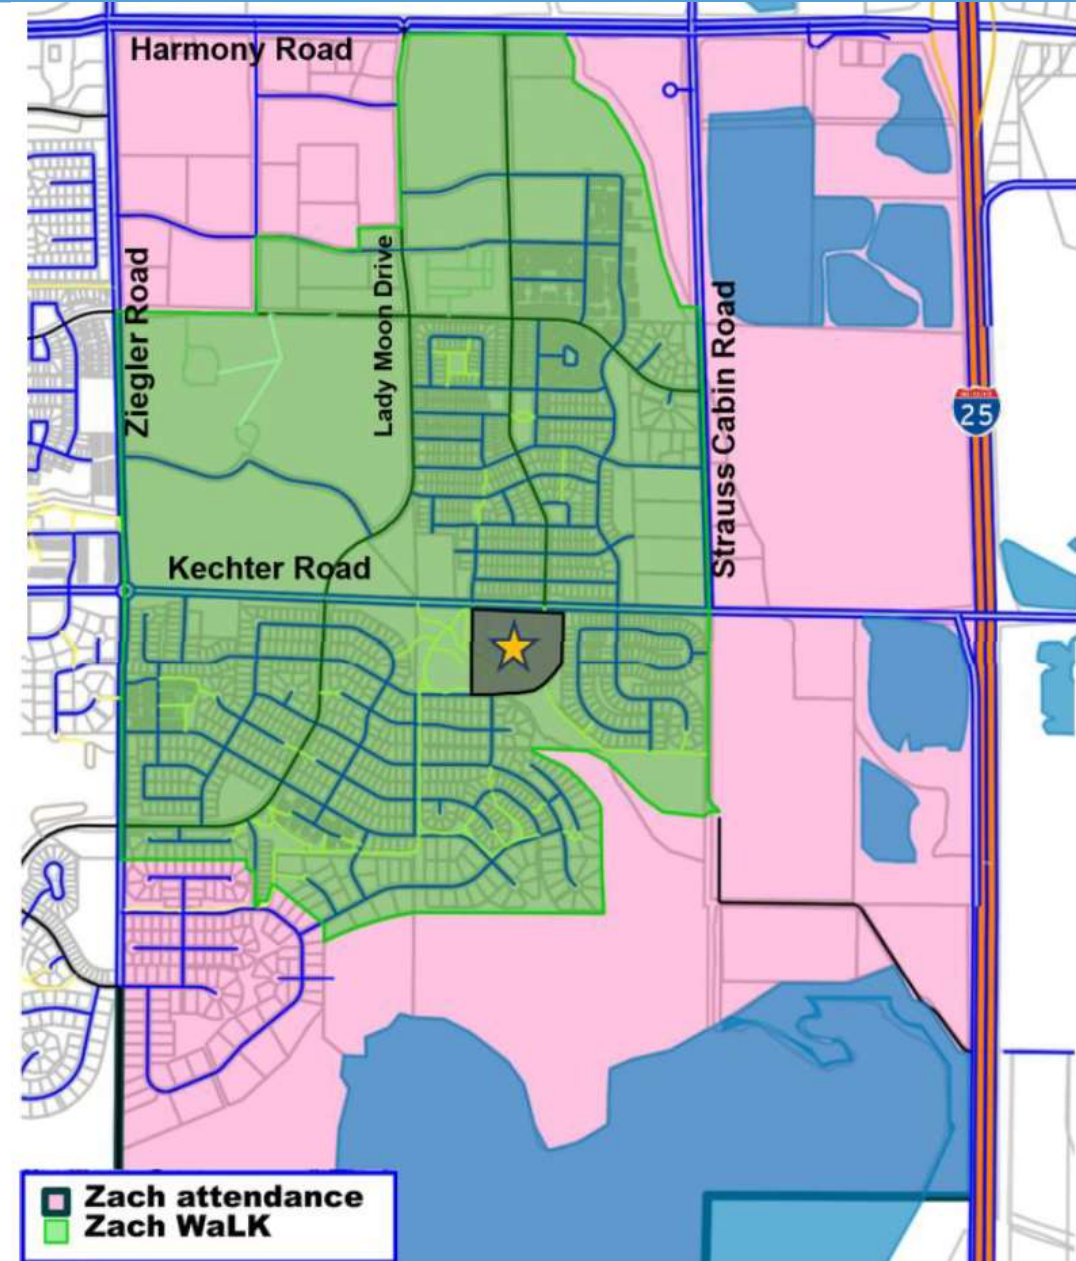 Harmony Road
Ziegler Road
Lady Moon Drive
Strauss Cabin Road
25
Kechter Road
Zach attendance
Zach WaLK